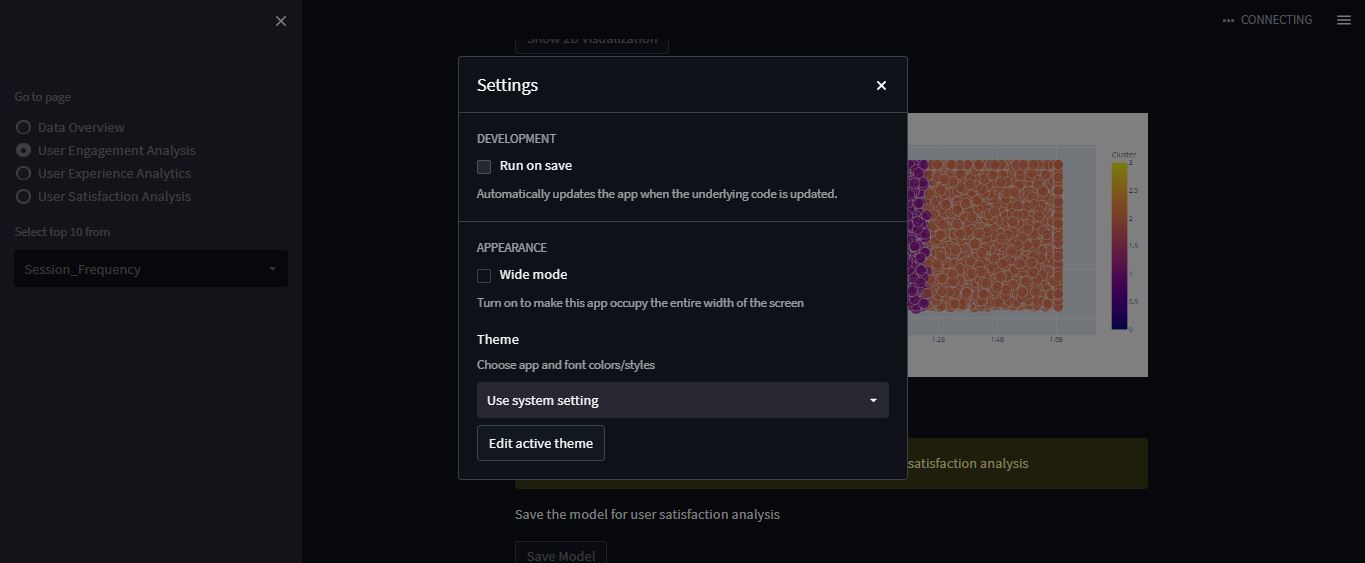 CONNECTING
Go to page
Data Overview
User Engagement Analysis
User Experience Analytics
User Satisfaction Analysis
Select top 10 from
Session_Frequency
Show 2D visualization
Settings
DEVELOPMENT
Run on save
Automatically updates the app when the underlying code is updated.
APPEARANCE
Wide mode
Turn on to make this app occupy the entire width of the screen
Theme
Choose app and font colors/styles
Use system setting
Edit active theme
Cluster
3
2.5
2
1.5
1
0.5
0
1.2B 1.4B 1.6B
satisfaction analysis
Save the model for user satisfaction analysis
Save Model